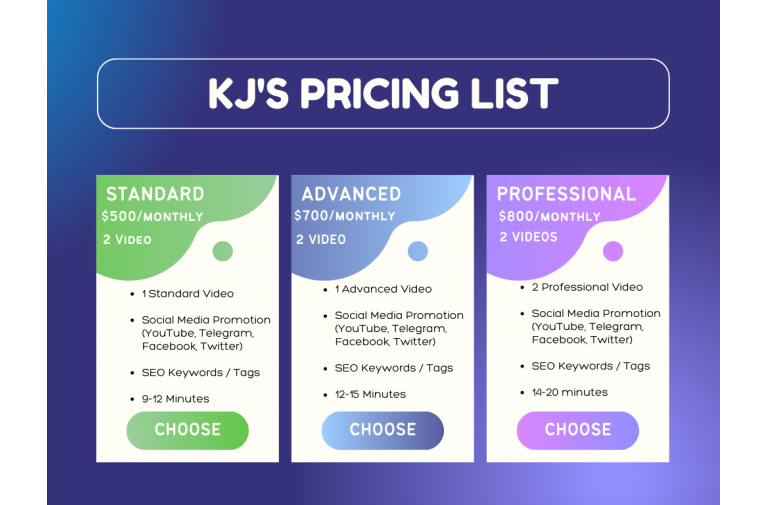 KJ'S PRICING LIST
STANDARD
$500/MONTHLY
2 VIDEO
• 1 Standard Video
• Social Media Promotion
(YouTube, Telegram,
Facebook, Twitter)
• SEO Keywords / Tags
• 9-12 Minutes
CHOOSE
ADVANCED
$700/MONTHLY
2 VIDEO
• 1 Advanced Video
• Social Media Promotion
(YouTube, Telegram,
Facebook, Twitter)
• SEO Keywords / Tags
• 12-15 Minutes
CHOOSE
PROFESSIONAL
$800/MONTHLY
2 VIDEOS
• 2 Professional Video
• Social Media Promotion
(YouTube, Telegram,
Facebook, Twitter)
• SEO Keywords / Tags
• 14-20 minutes
CHOOSE